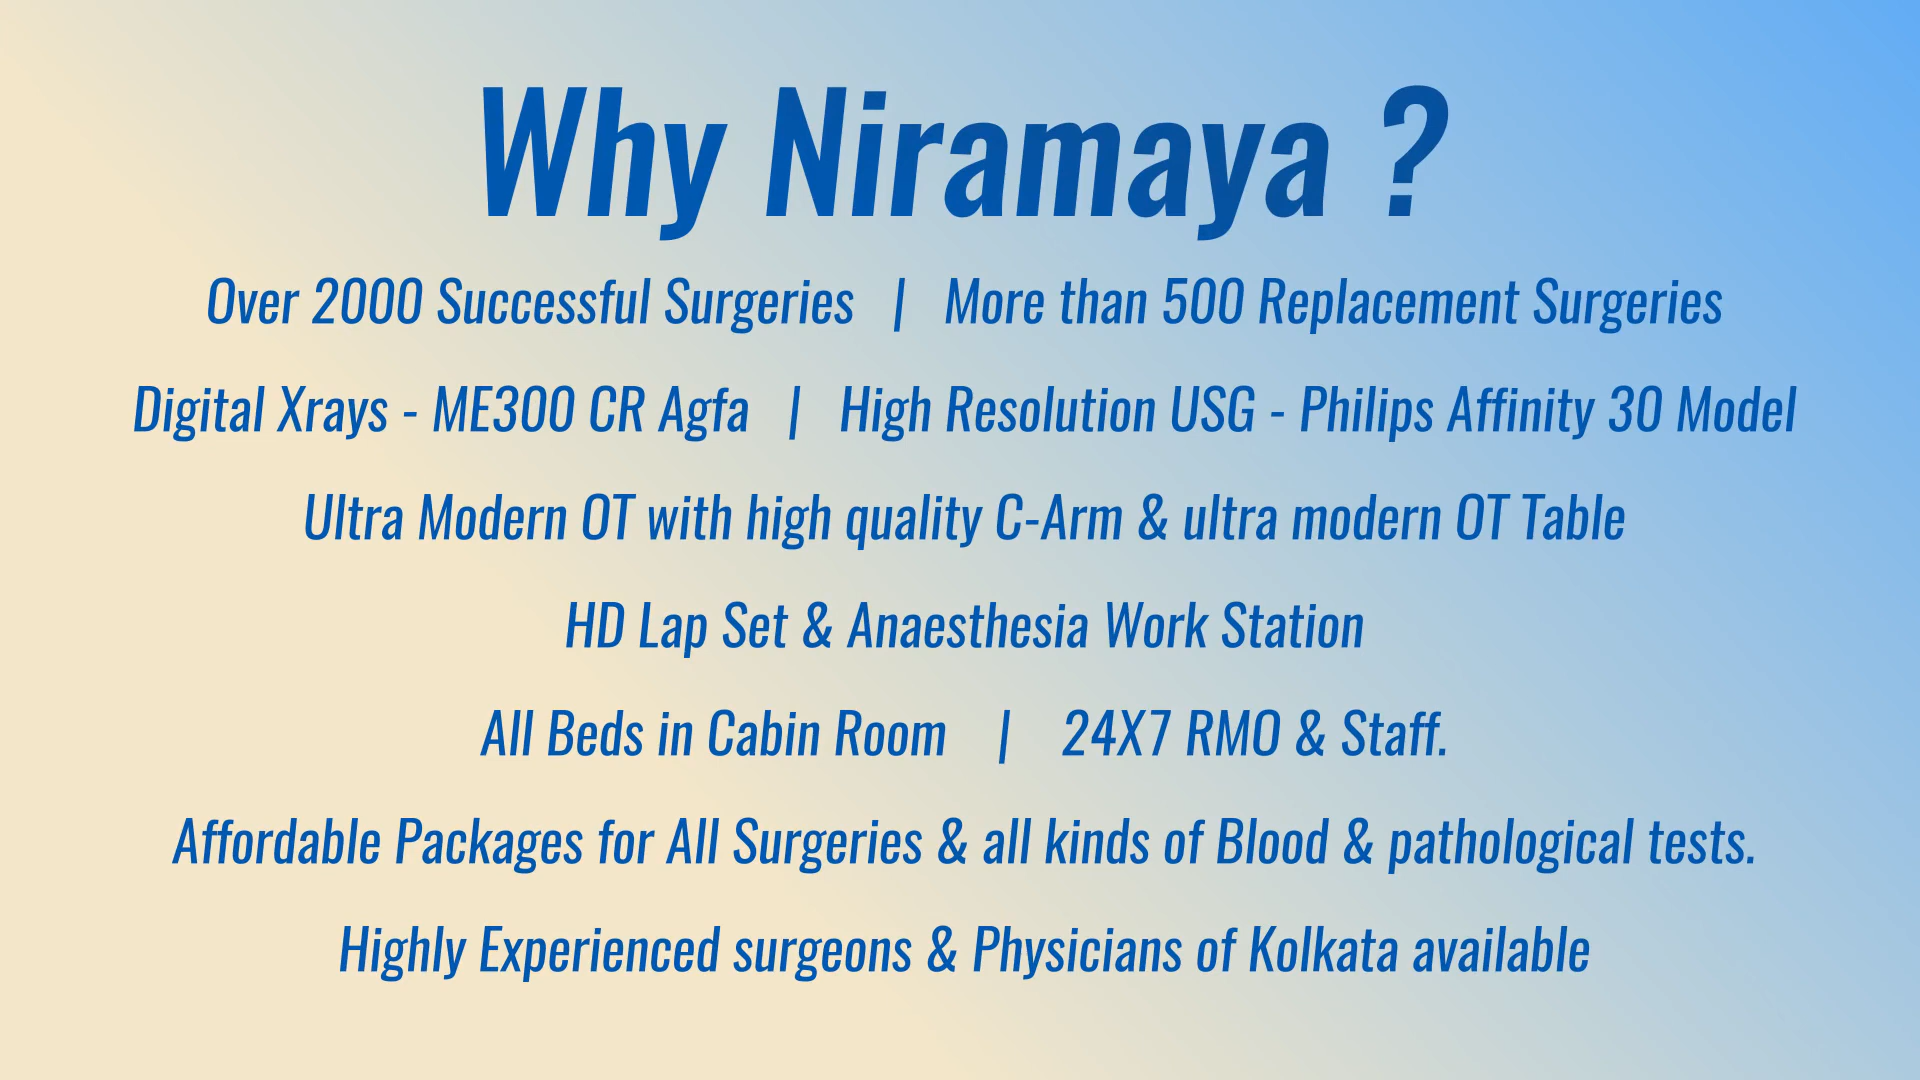 Why Niramaya ?
Over 2000 Successful Surgeries | More than 500 Replacement Surgeries
Digital Xrays - ME300 CR Agfa | High Resolution USG - Philips Affinity 30 Model
Ultra Modern OT with high quality C-Arm & ultra modern OT Table
HD Lap Set & Anaesthesia Work Station
All Beds in Cabin Room | 24X7 RMO & Staff.
Affordable Packages for All Surgeries & all kinds of Blood & pathological tests.
Highly Experienced surgeons & Physicians of Kolkata available